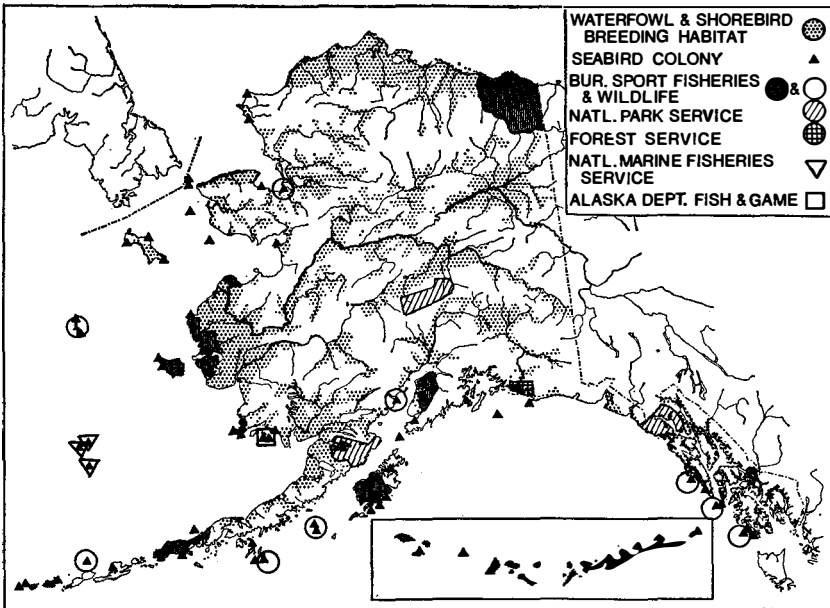 WATERFOWL & SHOREBIRD
BREEDING HABITAT
SEABIRD COLONY
BUR. SPORT FISHERIES
& WILDLIFE
&
NATL. PARK SERVICE
FOREST SERVICE
NATL. MARINE FISHERIES
SERVICE
ALASKA DEPT. FISH & GAME